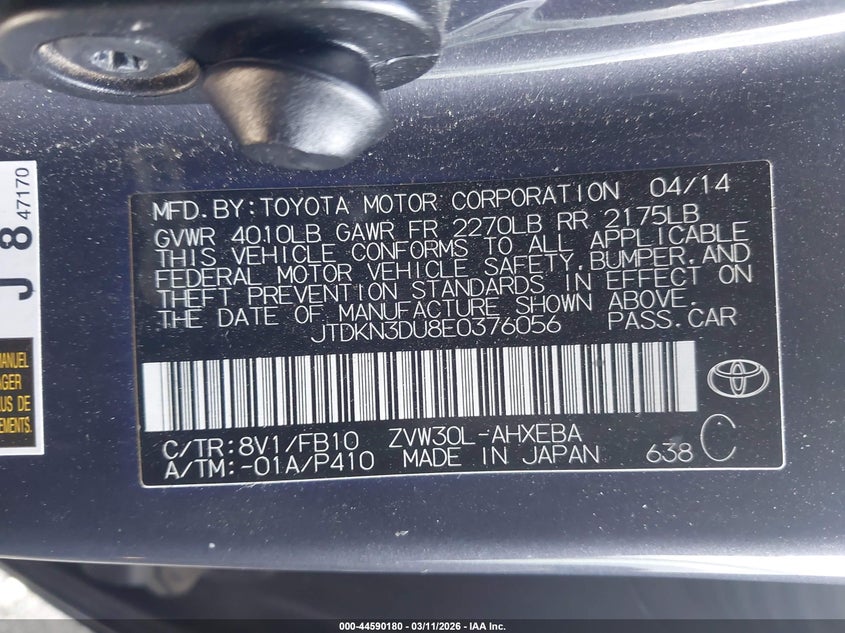 MFD. BY: TOYOTA MOTOR CORPORATION 04/14
GVWR 4010LB GAWR FR 2270LB RR 2175LB
THIS VEHICLE CONFORMS TO ALL APPLICABLE
FEDERAL MOTOR VEHICLE SAFETY, BUMPER, AND
THEFT PREVENTION STANDARDS IN EFFECT ON
THE DATE OF MANUFACTURE SHOWN ABOVE.
JTDKN3DU8E0376056 PASS. CAR
C/TR: 8V1/FB10 ZVW30L-AHXEBA
A/TM: -01A/P410 MADE IN JAPAN 638 C
J 8 47170
MANUEL
US DE
000-44590180 - 03/11/2026 - IAA Inc.